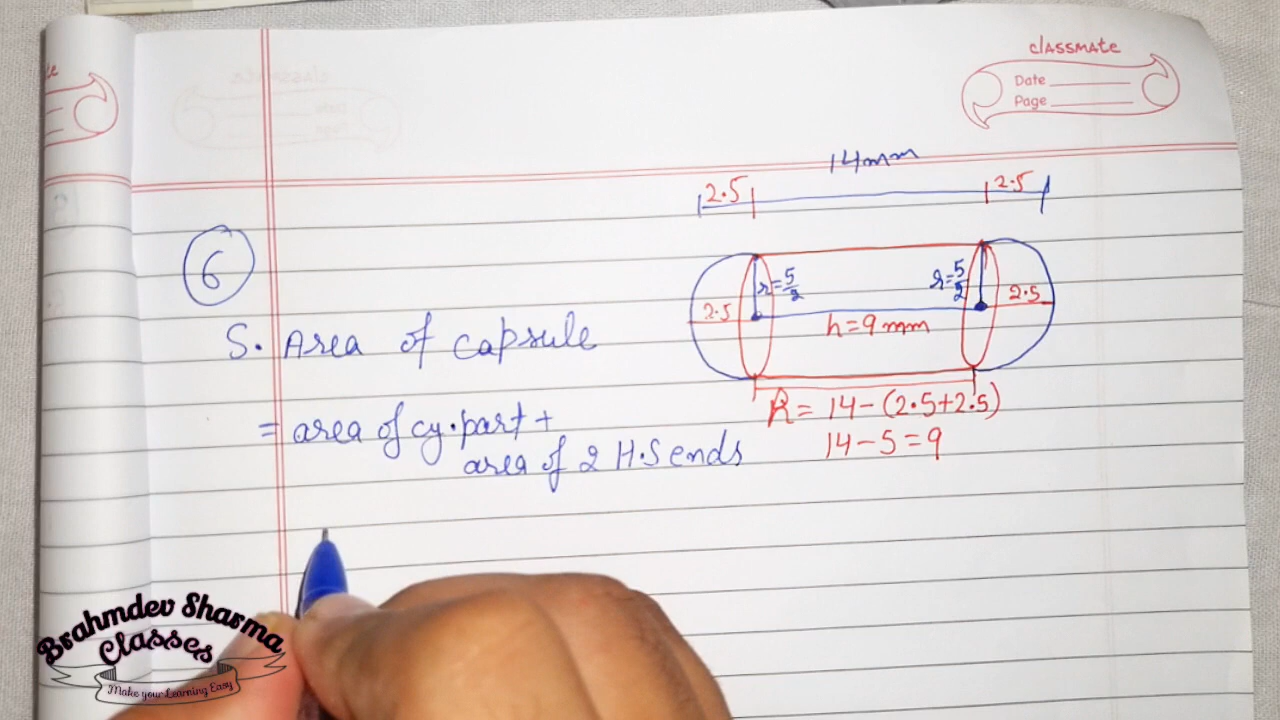 classmate
Date
Page
14mm
2.5
2.5
6
r=5/2
r=5/2
2.5
2.5
h=9mm
S. Area of capsule
h= 14-(2.5+2.5)
14-5=9
= area of cy.part+
area of 2 H.S ends
Brahmdev Sharma
Classes
Make your Learning Easy